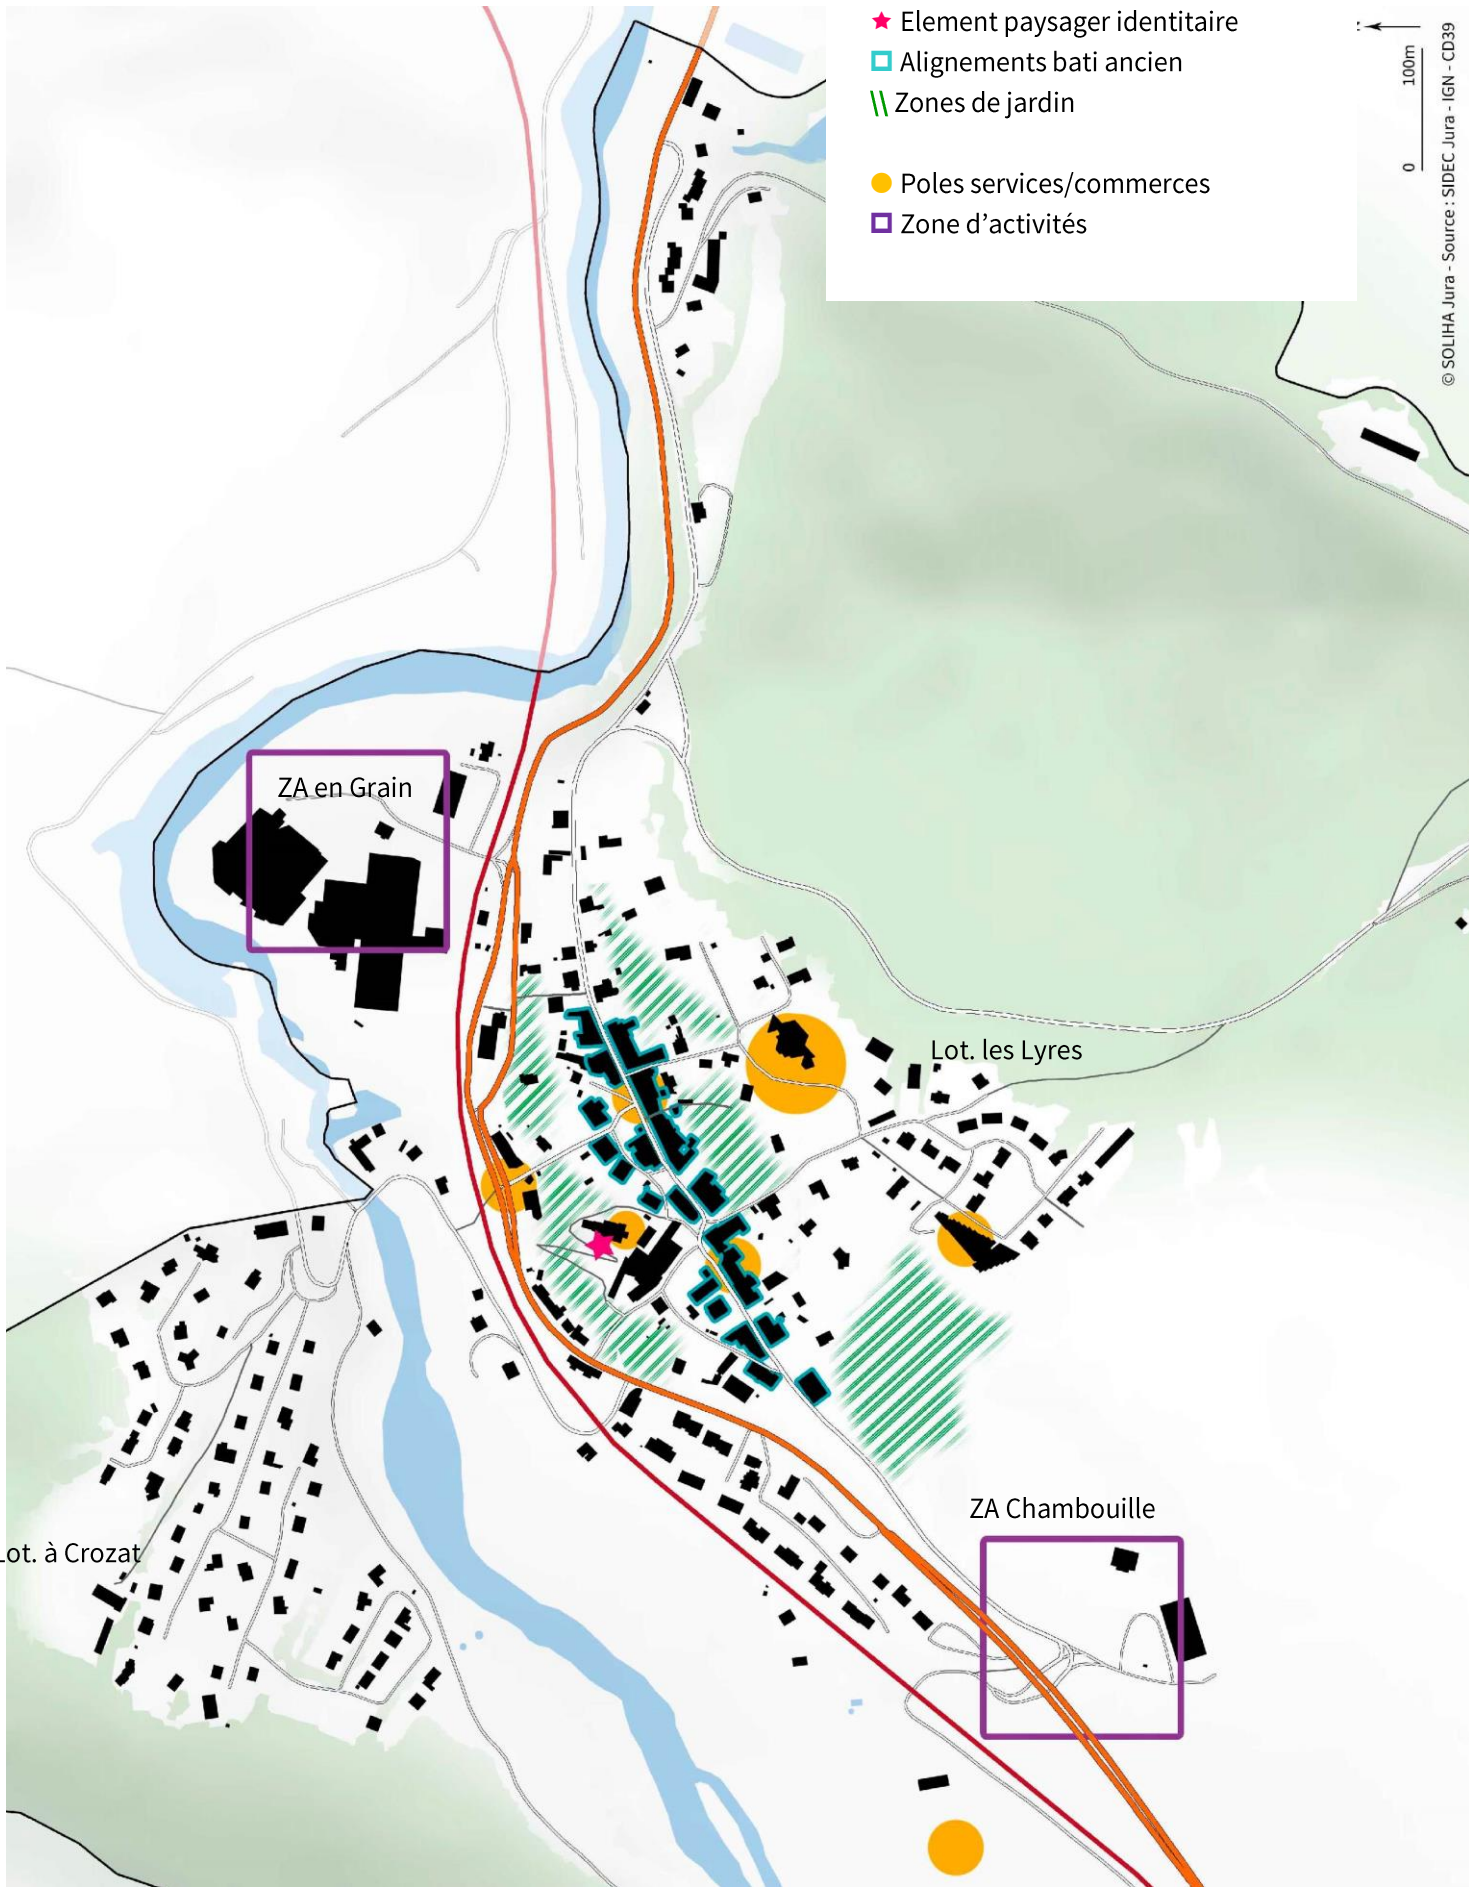 Element paysager identitaire
Alignements bati ancien
Zones de jardin
Poles services/commerces
Zone d'activités
100m
0
© SOLIHA Jura - Source : SIDEC Jura - IGN - CD39
ZA en Grain
Lot. les Lyres
ZA Chambouille
Lot. à Crozat